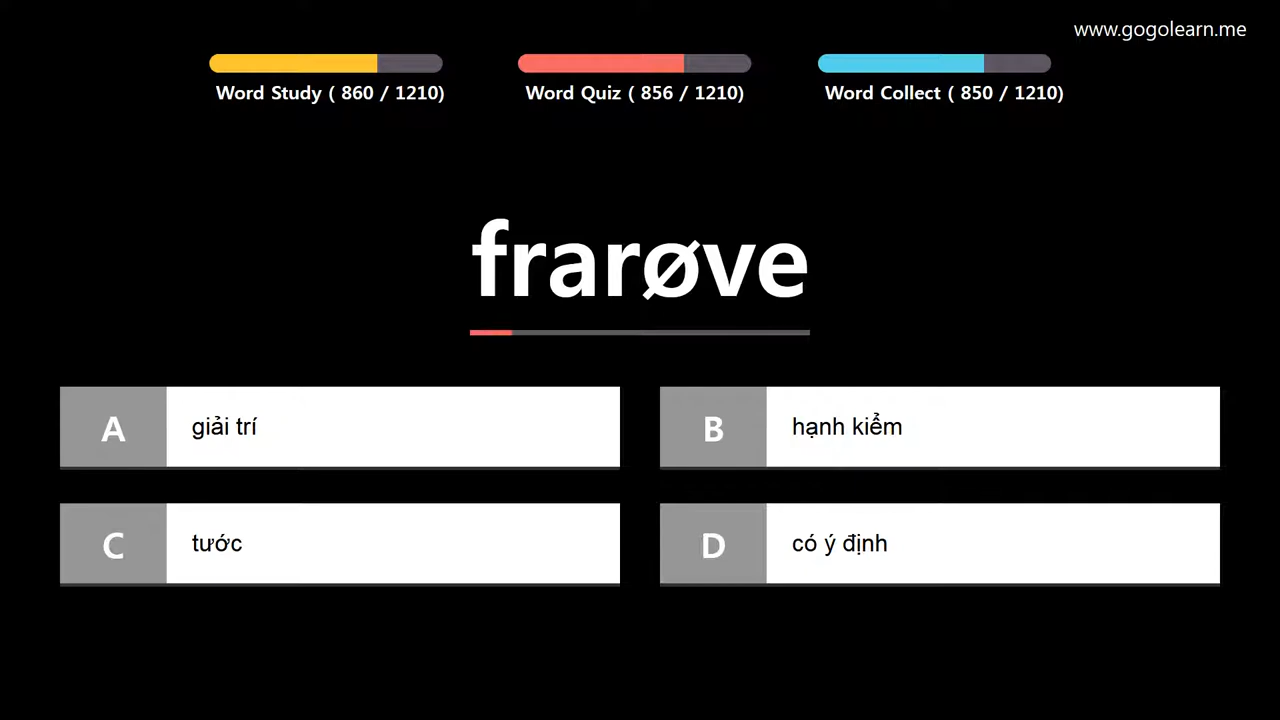 www.gogolearn.me
Word Study ( 860 / 1210)
Word Quiz ( 856 / 1210)
Word Collect ( 850 / 1210)
frarøve
A giải trí
B hạnh kiểm
C tước
D có ý định